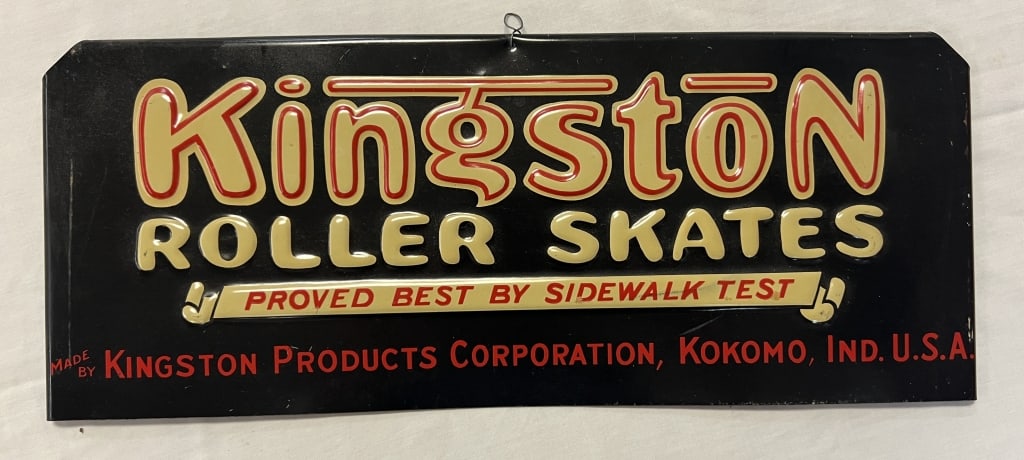 Kingston
ROLLER SKATES
PROVED BEST BY SIDEWALK TEST
MADE BY KINGSTON PRODUCTS CORPORATION, KOKOMO, IND. U.S.A.